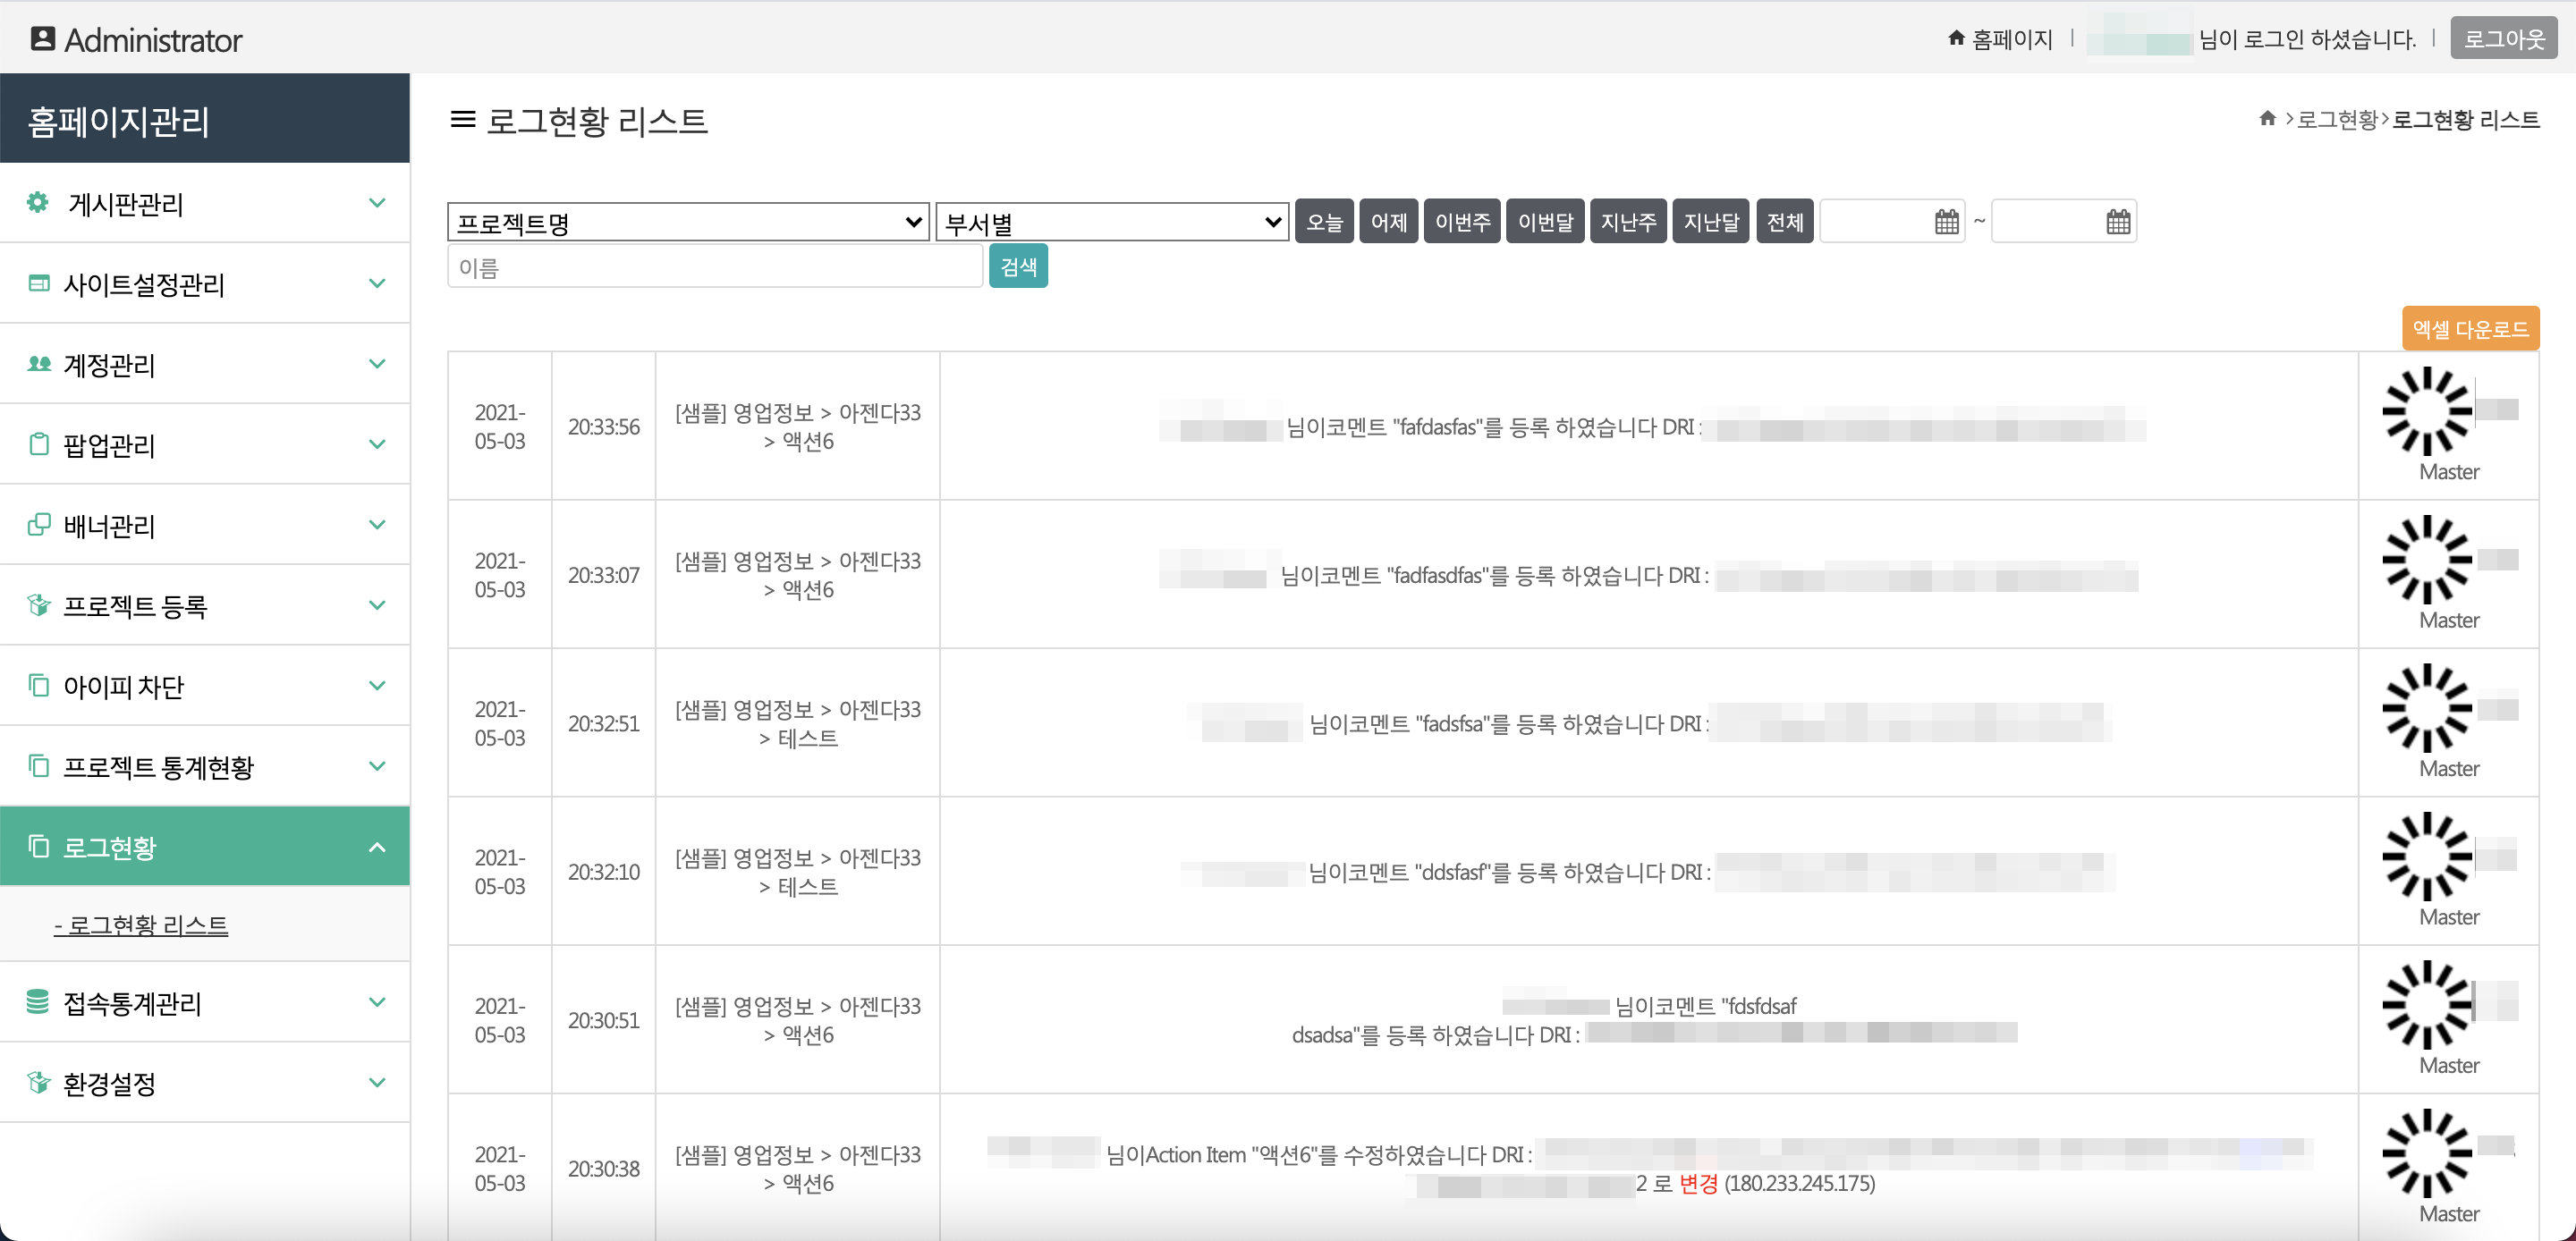 Administrator
홈페이지 | 님이 로그인 하셨습니다. | 로그아웃
홈페이지관리
게시판관리
사이트설정관리
계정관리
팝업관리
배너관리
프로젝트 등록
아이피 차단
프로젝트 통계현황
로그현황
- 로그현황 리스트
접속통계관리
환경설정
로그현황 리스트
> 로그현황 > 로그현황 리스트
프로젝트명 부서별 오늘 어제 이번주 이번달 지난주 지난달 전체 ~
이름 검색
엑셀 다운로드
2021-
05-03
20:33:56
[샘플] 영업정보 > 아젠다33
> 액션6
님이코멘트 "fafdasfas"를 등록 하였습니다 DRI :
Master
2021-
05-03
20:33:07
[샘플] 영업정보 > 아젠다33
> 액션6
님이코멘트 "fadfasdfas"를 등록 하였습니다 DRI :
Master
2021-
05-03
20:32:51
[샘플] 영업정보 > 아젠다33
> 테스트
님이코멘트 "fadsfsa"를 등록 하였습니다 DRI :
Master
2021-
05-03
20:32:10
[샘플] 영업정보 > 아젠다33
> 테스트
님이코멘트 "ddsfasf"를 등록 하였습니다 DRI :
Master
2021-
05-03
20:30:51
[샘플] 영업정보 > 아젠다33
> 액션6
님이코멘트 "fdsfdsaf
dsadsa"를 등록 하였습니다 DRI :
Master
2021-
05-03
20:30:38
[샘플] 영업정보 > 아젠다33
> 액션6
님이Action Item "액션6"를 수정하였습니다 DRI :
2 로 변경 (180.233.245.175)
Master